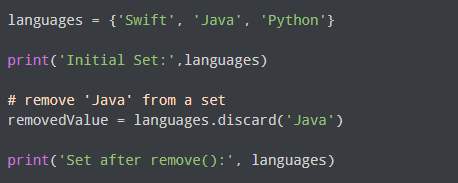 languages = {'Swift', 'Java', 'Python'}
print('Initial Set:',languages)
# remove 'Java' from a set
removedValue = languages.discard('Java')
print('Set after remove():', languages)